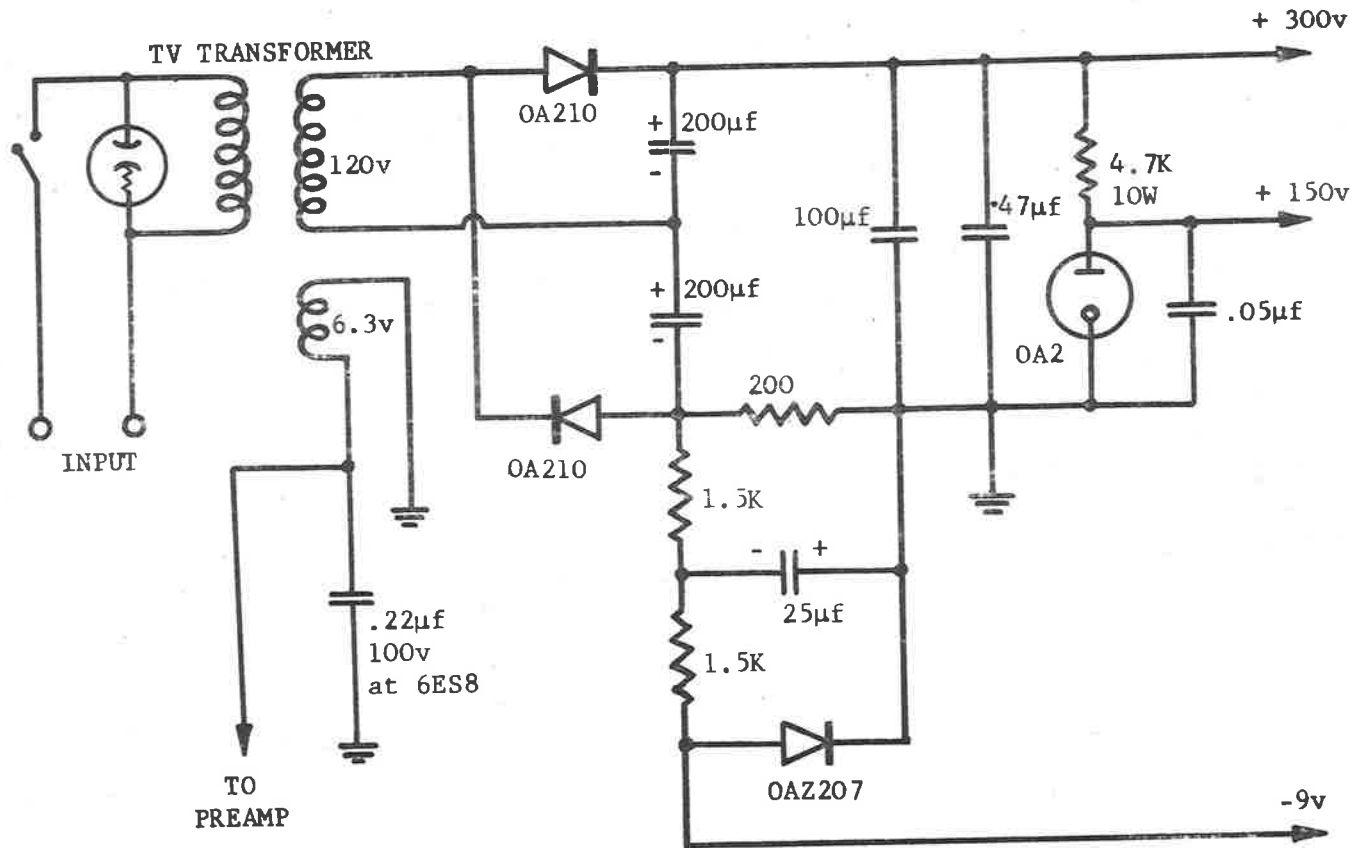 + 300v
TV TRANSFORMER
OA210
+ 200µf
-
120v
4.7K
10W
+ 150v
100µf
.47µf
+ 200µf
-
6.3v
.05µf
OA2
200
INPUT
OA210
1.5K
- +
25µf
.22µf
100v
at 6ES8
1.5K
OAZ207
TO
PREAMP
-9v